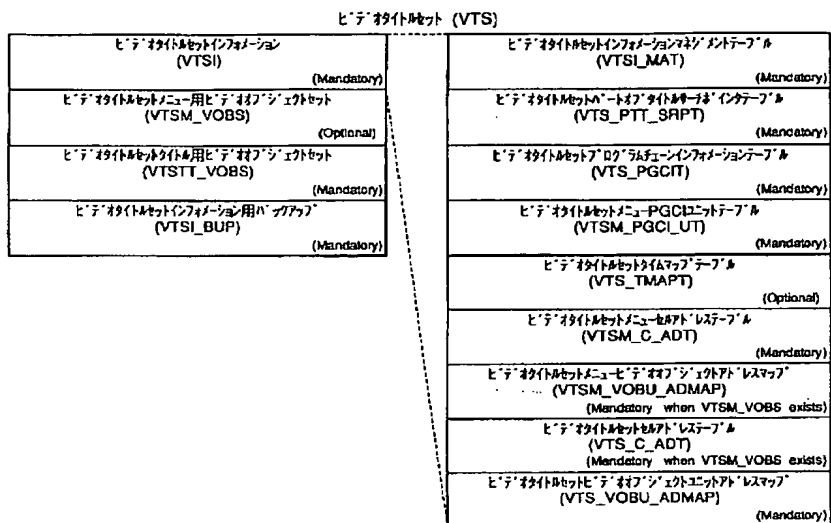 ﾋﾞﾃﾞｵﾀｲﾄﾙｾｯﾄ (VTS)
ﾋﾞﾃﾞｵﾀｲﾄﾙｾｯﾄｲﾝﾌｫﾒｰｼｮﾝ
(VTSI)
(Mandatory)
ﾋﾞﾃﾞｵﾀｲﾄﾙｾｯﾄﾒﾆｭｰ用ﾋﾞﾃﾞｵｵﾌﾞｼﾞｪｸﾄｾｯﾄ
(VTSM_VOBS)
(Optional)
ﾋﾞﾃﾞｵﾀｲﾄﾙｾｯﾄﾀｲﾄﾙ用ﾋﾞﾃﾞｵｵﾌﾞｼﾞｪｸﾄｾｯﾄ
(VTSTT_VOBS)
(Mandatory)
ﾋﾞﾃﾞｵﾀｲﾄﾙｾｯﾄｲﾝﾌｫﾒｰｼｮﾝ用ﾊﾞｯｸｱｯﾌﾟ
(VTSI_BUP)
(Mandatory)
ﾋﾞﾃﾞｵﾀｲﾄﾙｾｯﾄｲﾝﾌｫﾒｰｼｮﾝﾏﾈｼﾞﾒﾝﾄﾃｰﾌﾞﾙ
(VTSI_MAT)
(Mandatory)
ﾋﾞﾃﾞｵﾀｲﾄﾙｾｯﾄﾊﾟｰﾄｵﾌﾞﾀｲﾄﾙｻｰﾁﾎﾟｲﾝﾀﾃｰﾌﾞﾙ
(VTS_PTT_SRPT)
(Mandatory)
ﾋﾞﾃﾞｵﾀｲﾄﾙｾｯﾄﾌﾟﾛｸﾞﾗﾑﾁｪｰﾝｲﾝﾌｫﾒｰｼｮﾝﾃｰﾌﾞﾙ
(VTS_PGCIT)
(Mandatory)
ﾋﾞﾃﾞｵﾀｲﾄﾙｾｯﾄﾒﾆｭｰPGCIﾕﾆｯﾄﾃｰﾌﾞﾙ
(VTSM_PGCI_UT)
(Mandatory)
ﾋﾞﾃﾞｵﾀｲﾄﾙｾｯﾄﾀｲﾑﾏｯﾌﾟﾃｰﾌﾞﾙ
(VTS_TMAPT)
(Optional)
ﾋﾞﾃﾞｵﾀｲﾄﾙｾｯﾄﾒﾆｭｰｾﾙｱﾄﾞﾚｽﾃｰﾌﾞﾙ
(VTSM_C_ADT)
(Mandatory)
ﾋﾞﾃﾞｵﾀｲﾄﾙｾｯﾄﾒﾆｭｰﾋﾞﾃﾞｵｵﾌﾞｼﾞｪｸﾄｱﾄﾞﾚｽﾏｯﾌﾟ
(VTSM_VOBU_ADMAP)
(Mandatory when VTSM_VOBS exists)
ﾋﾞﾃﾞｵﾀｲﾄﾙｾｯﾄｾﾙｱﾄﾞﾚｽﾃｰﾌﾞﾙ
(VTS_C_ADT)
(Mandatory when VTSM_VOBS exists)
ﾋﾞﾃﾞｵﾀｲﾄﾙｾｯﾄﾋﾞﾃﾞｵｵﾌﾞｼﾞｪｸﾄﾕﾆｯﾄｱﾄﾞﾚｽﾏｯﾌﾟ
(VTS_VOBU_ADMAP)
(Mandatory)